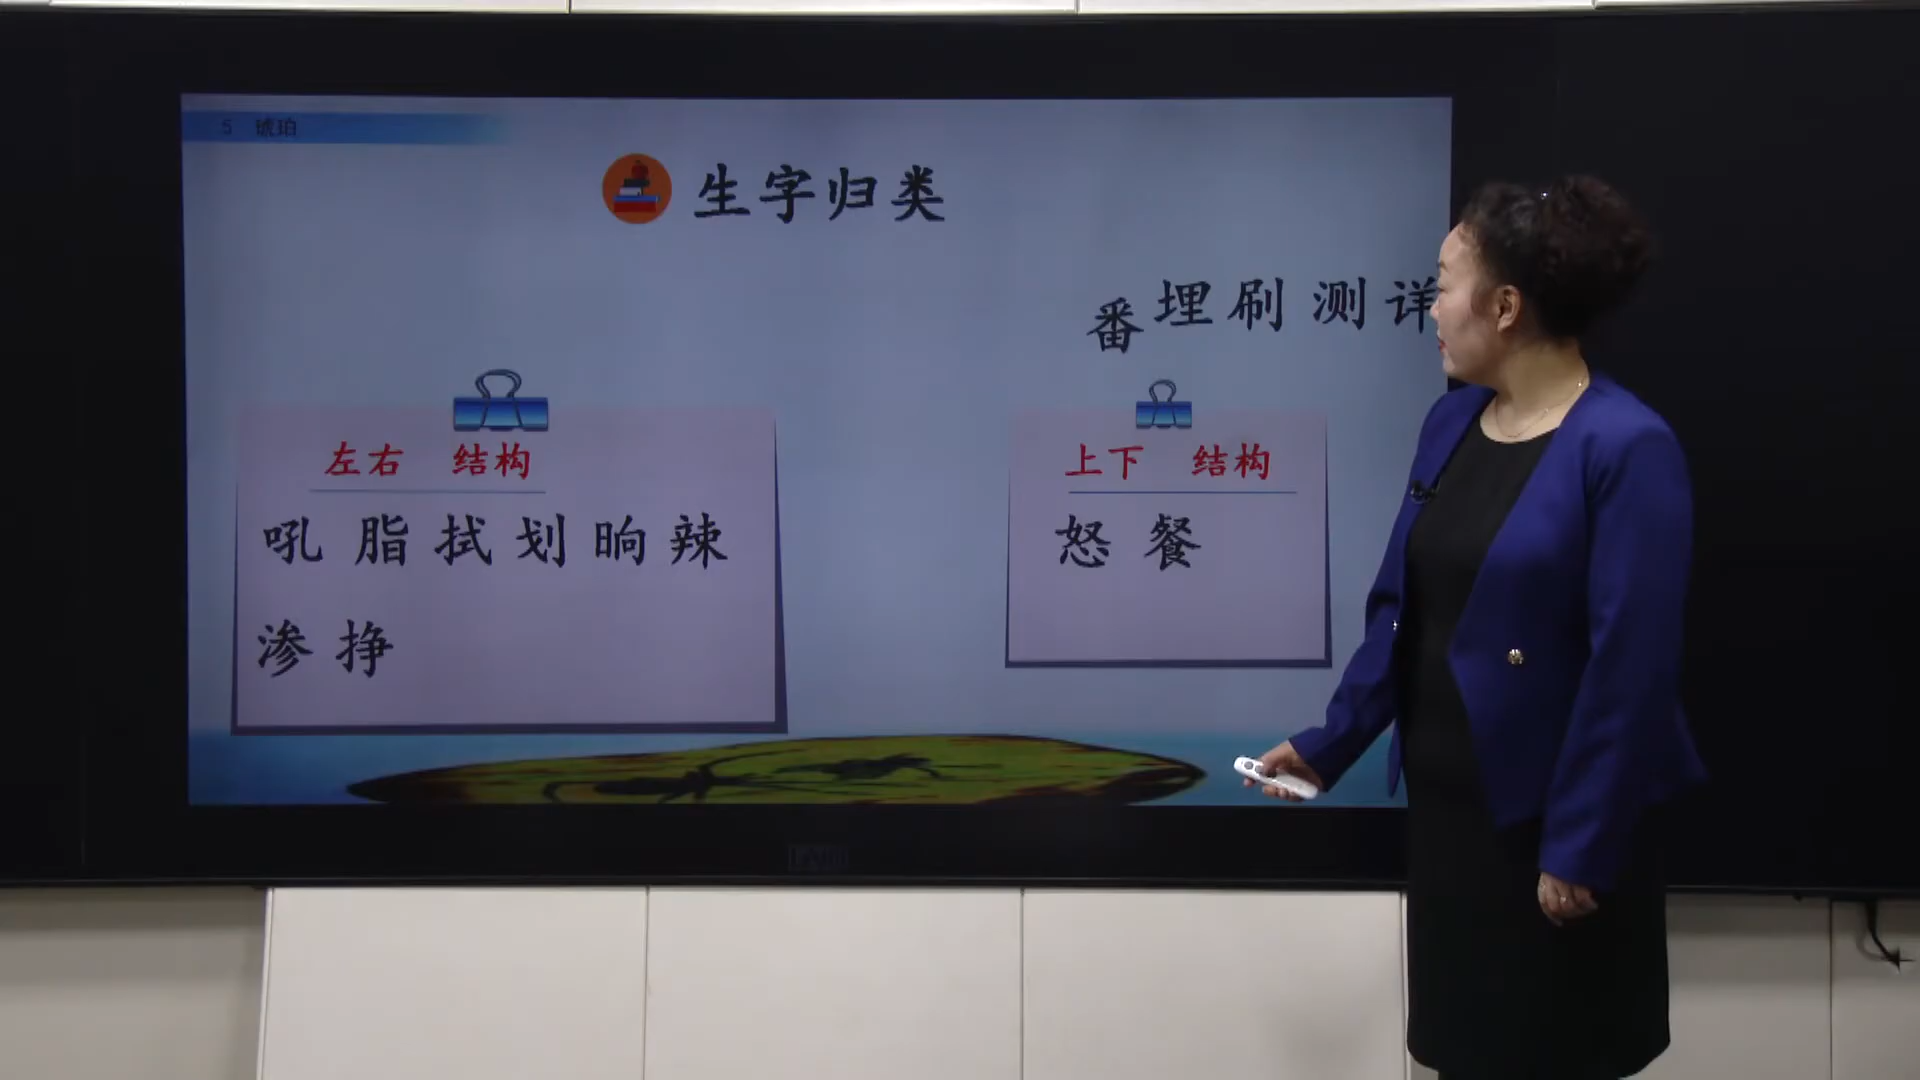 5 琥珀
生字归类
番 埋 刷 测 详
左右 结构
吼 脂 拭 划 晌 辣
渗 挣
上下 结构
怒 餐